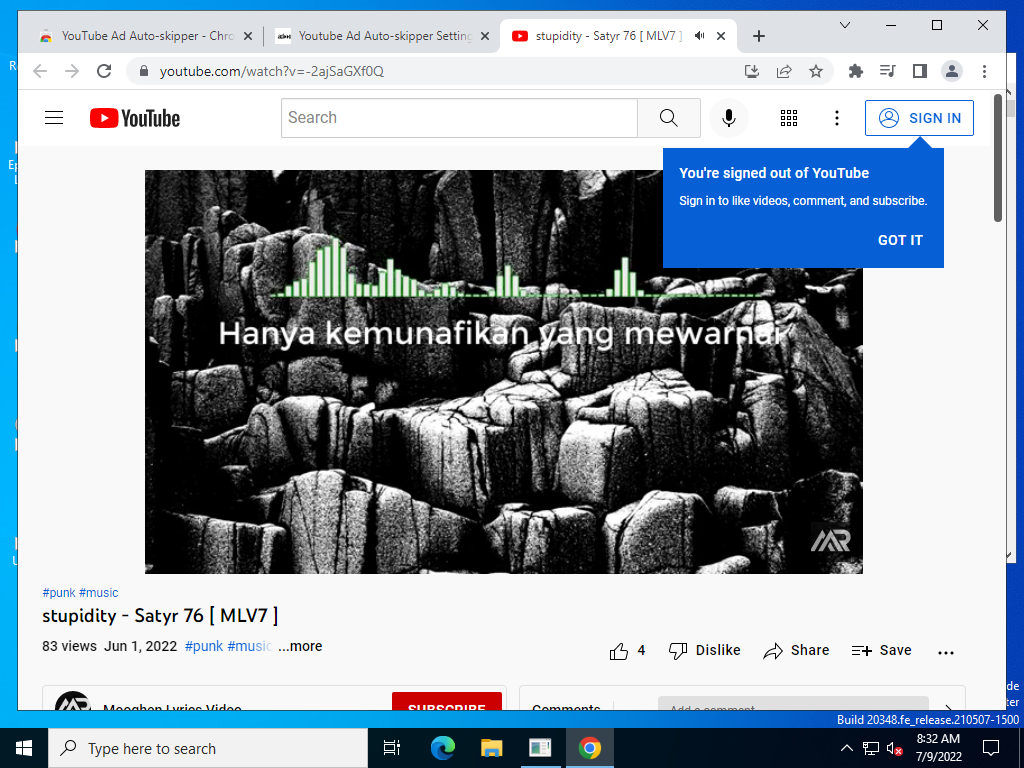 YouTube Ad Auto-skipper - Chro
Youtube Ad Auto-skipper Setting
stupidity - Satyr 76 [ MLV7 ]
youtube.com/watch?v=-2ajSaGXf0Q
YouTube
Search
SIGN IN
You're signed out of YouTube
Sign in to like videos, comment, and subscribe.
GOT IT
Hanya kemunafikan yang mewarnai
MR
#punk #music
stupidity - Satyr 76 [ MLV7 ]
83 views Jun 1, 2022 #punk #music ...more
4
Dislike
Share
Save
Mooghen Lyrics Video
SUBSCRIBE
Comments
Add a comment...
Build 20348.fe_release.210507-1500
Type here to search
8:32 AM
7/9/2022